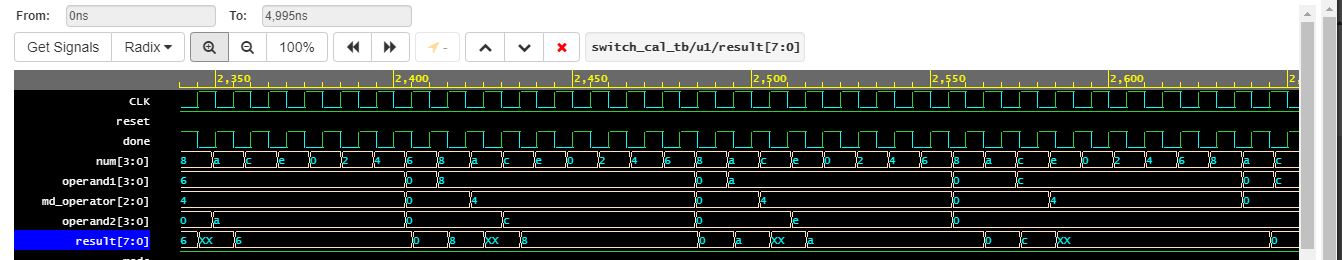 From: 0ns To: 4,995ns
Get Signals Radix 100% - switch_cal_tb/u1/result[7:0]
2,350 2,400 2,450 2,500 2,550 2,600
CLK
reset
done
num[3:0] 8 a c e 0 2 4 6 8 a c e 0 2 4 6 8 a c e 0 2 4 6 8 a c e 0 2 4 6 8 a c
operand1[3:0] 6 0 8 0 a 0 c 0 c
md_operator[2:0] 4 0 4 0 4 0 4 0
operand2[3:0] 0 a 0 c 0 e 0
result[7:0] 6 XX 6 0 8 XX 8 0 a XX a 0 c XX 0